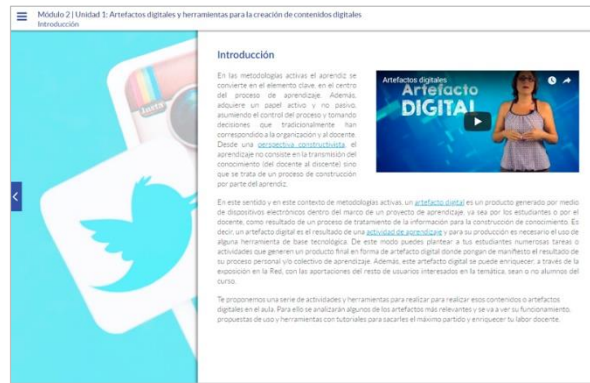 Módulo 2 | Unidad 1: Artefactos digitales y herramientas para la creación de contenidos digitales
Introducción
Introducción
En las metodologías activas el aprendiz se
convierte en el elemento clave, en el centro
del proceso de aprendizaje. Además,
adquiere un papel activo y no pasivo,
asumiendo el control del proceso y tomando
decisiones que tradicionalmente han
correspondido a la organización y al docente.
Desde una perspectiva constructivista, el
aprendizaje no consiste en la transmisión del
conocimiento (del docente al discente) sino
que se trata de un proceso de construcción
por parte del aprendiz.
Artefactos digitales
Artefacto
DIGITAL
En este sentido y en este contexto de metodologías activas, un artefacto digital es un producto generado por medio
de dispositivos electrónicos dentro del marco de un proyecto de aprendizaje, ya sea por los estudiantes o por el
docente, como resultado de un proceso de tratamiento de la información para la construcción de conocimiento. Es
decir, un artefacto digital es el resultado de una actividad de aprendizaje y para su producción es necesario el uso de
alguna herramienta de base tecnológica. De este modo puedes plantear a tus estudiantes numerosas tareas o
actividades que generen un producto final en forma de artefacto digital donde pongan de manifiesto el resultado de
su proceso personal y/o colectivo de aprendizaje. Además, este artefacto digital se puede enriquecer, a través de la
exposición en la Red, con las aportaciones del resto de usuarios interesados en la temática, sean o no alumnos del
curso.
Te proponemos una serie de actividades y herramientas para realizar para realizar esos contenidos o artefactos
digitales en el aula. Para ello se analizarán algunos de los artefactos más relevantes y se va a ver su funcionamiento,
propuestas de uso y herramientas con tutoriales para sacarles el máximo partido y enriquecer tu labor docente.